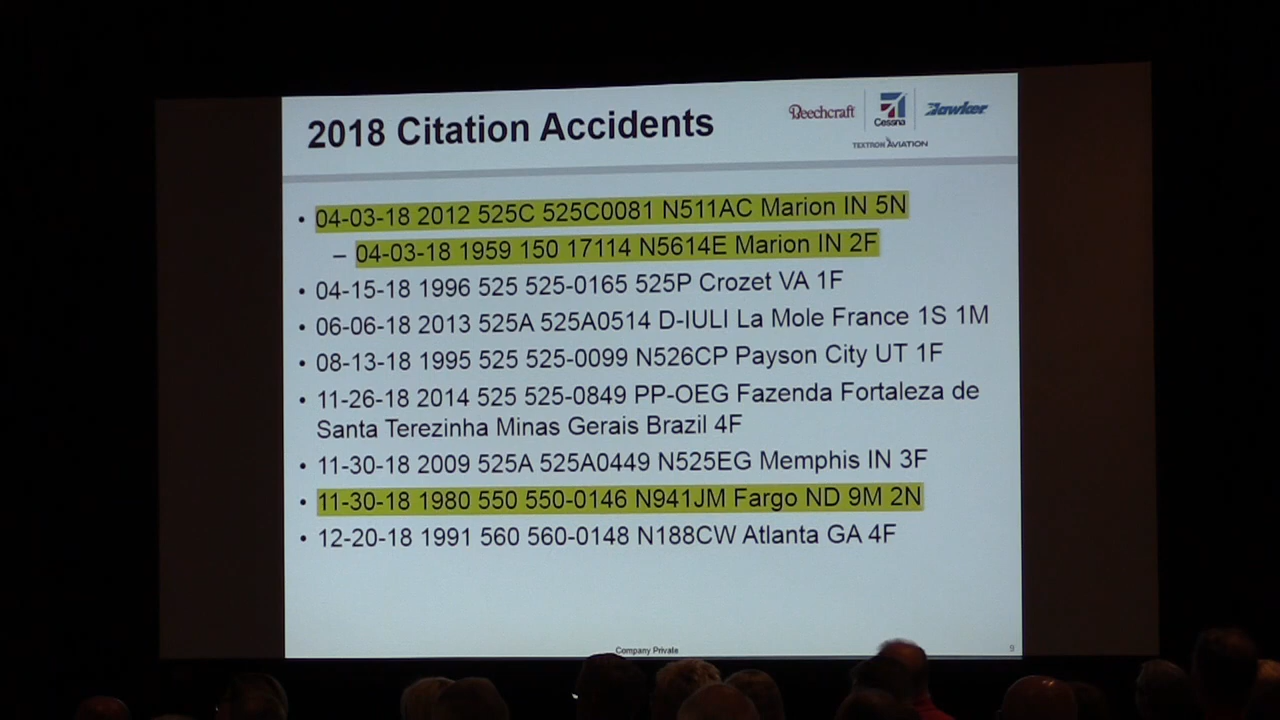 2018 Citation Accidents
Beechcraft
Cessna
Hawker
TEXTRON AVIATION
• 04-03-18 2012 525C 525C0081 N511AC Marion IN 5N
– 04-03-18 1959 150 17114 N5614E Marion IN 2F
• 04-15-18 1996 525 525-0165 525P Crozet VA 1F
• 06-06-18 2013 525A 525A0514 D-IULI La Mole France 1S 1M
• 08-13-18 1995 525 525-0099 N526CP Payson City UT 1F
• 11-26-18 2014 525 525-0849 PP-OEG Fazenda Fortaleza de
Santa Terezinha Minas Gerais Brazil 4F
• 11-30-18 2009 525A 525A0449 N525EG Memphis IN 3F
• 11-30-18 1980 550 550-0146 N941JM Fargo ND 9M 2N
• 12-20-18 1991 560 560-0148 N188CW Atlanta GA 4F
Company Private
9